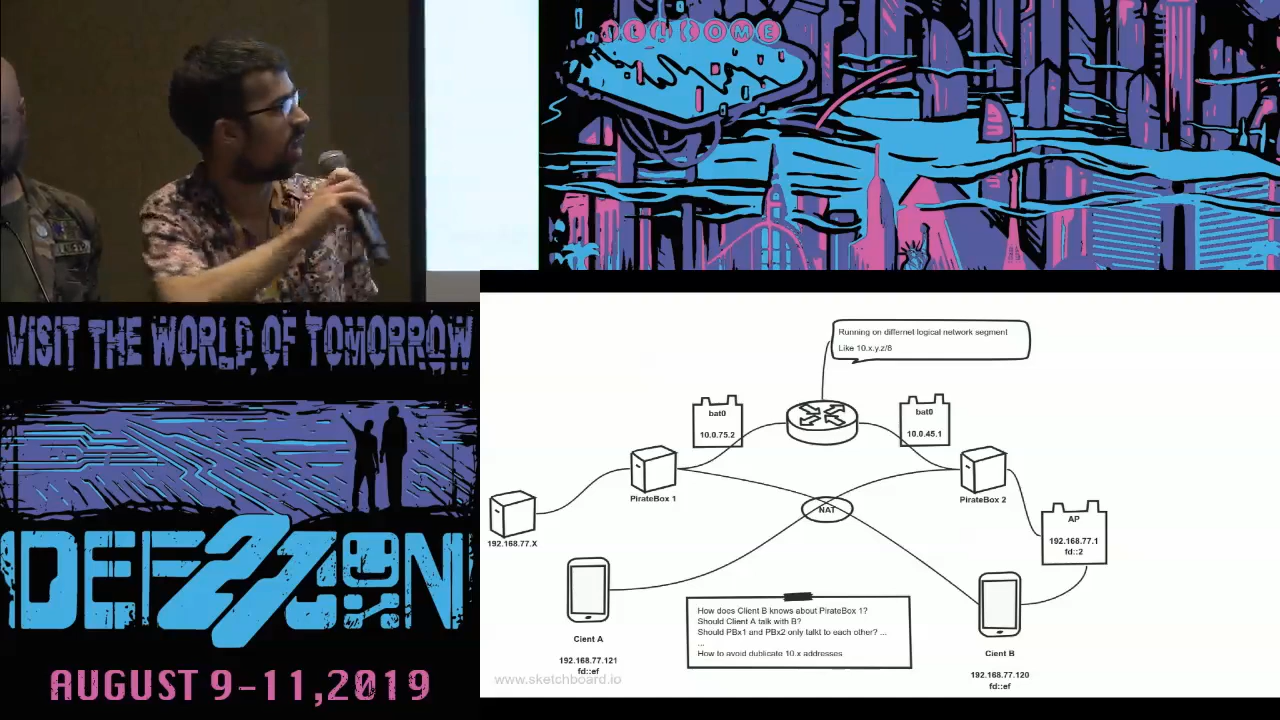 WELCOME
VISIT THE WORLD OF TOMORROW
DEF CON
27
AUGUST 9-11,2019
Running on differnet logical network segment
Like 10.x.y.z/8
bat0
10.0.75.2
bat0
10.0.45.1
PirateBox 1
PirateBox 2
NAT
192.168.77.X
AP
192.168.77.1
fd::2
Cient A
192.168.77.121
fd::ef
How does Client B knows about PirateBox 1?
Should Client A talk with B?
Should PBx1 and PBx2 only talkt to each other? ...
...
How to avoid dublicate 10.x addresses
Cient B
192.168.77.120
fd::ef
www.sketchboard.io